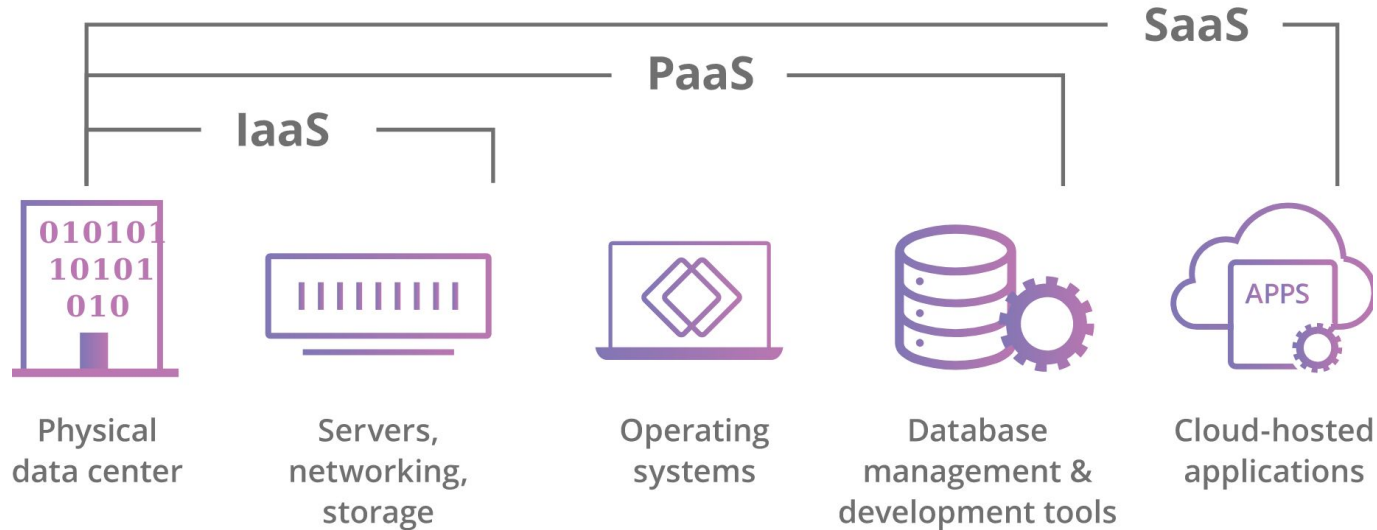 SaaS
PaaS
IaaS
010101
10101
010
APPS
Physical
data center
Servers,
networking,
storage
Operating
systems
Database
management &
development tools
Cloud-hosted
applications